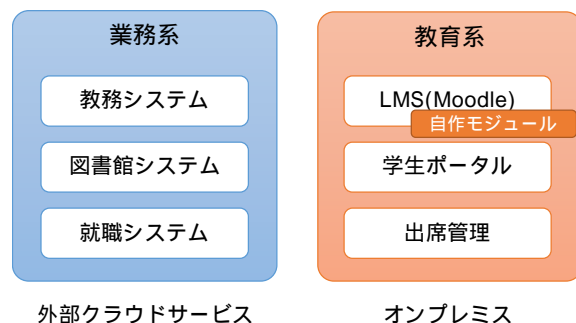 業務系
教務システム
図書館システム
就職システム
外部クラウドサービス
教育系
LMS(Moodle)
自作モジュール
学生ポータル
出席管理
オンプレミス